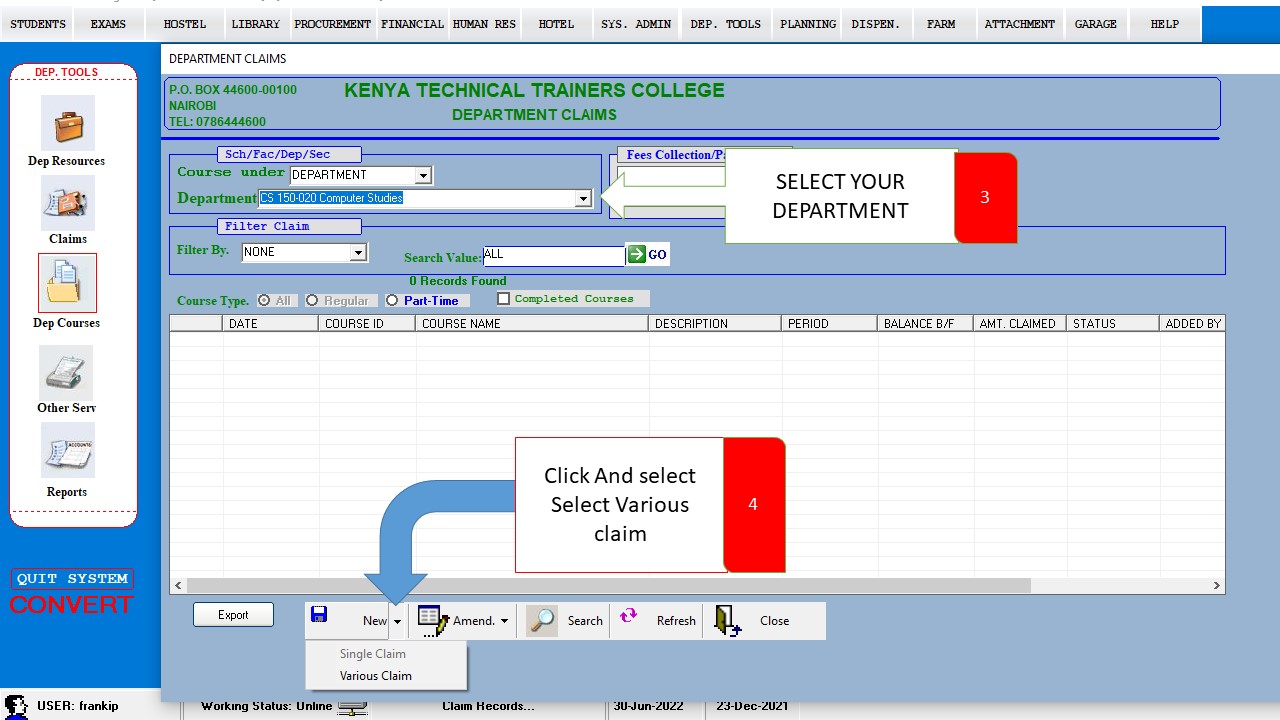 STUDENTS EXAMS HOSTEL LIBRARY PROCUREMENT FINANCIAL HUMAN RES HOTEL SYS. ADMIN DEP. TOOLS PLANNING DISPEN. FARM ATTACHMENT GARAGE HELP
DEPARTMENT CLAIMS
DEP. TOOLS
Dep Resources
Claims
Dep Courses
Other Serv
ACCOUNTS
Reports
QUIT SYSTEM
CONVERT
P.O. BOX 44600-00100
NAIROBI
TEL: 0786444600
KENYA TECHNICAL TRAINERS COLLEGE
DEPARTMENT CLAIMS
Sch/Fac/Dep/Sec
Course under DEPARTMENT
Department CS 150-020 Computer Studies
Fees Collection/Pa
SELECT YOUR
DEPARTMENT
3
Filter Claim
Filter By. NONE
Search Value: ALL GO
0 Records Found
Course Type. All Regular Part-Time Completed Courses
DATE COURSE ID COURSE NAME DESCRIPTION PERIOD BALANCE B/F AMT. CLAIMED STATUS ADDED BY
Click And select
Select Various
claim
4
Export New Amend. Search Refresh Close
Single Claim
Various Claim
USER: frankip Working Status: Online Claim Records... 30-Jun-2022 23-Dec-2021